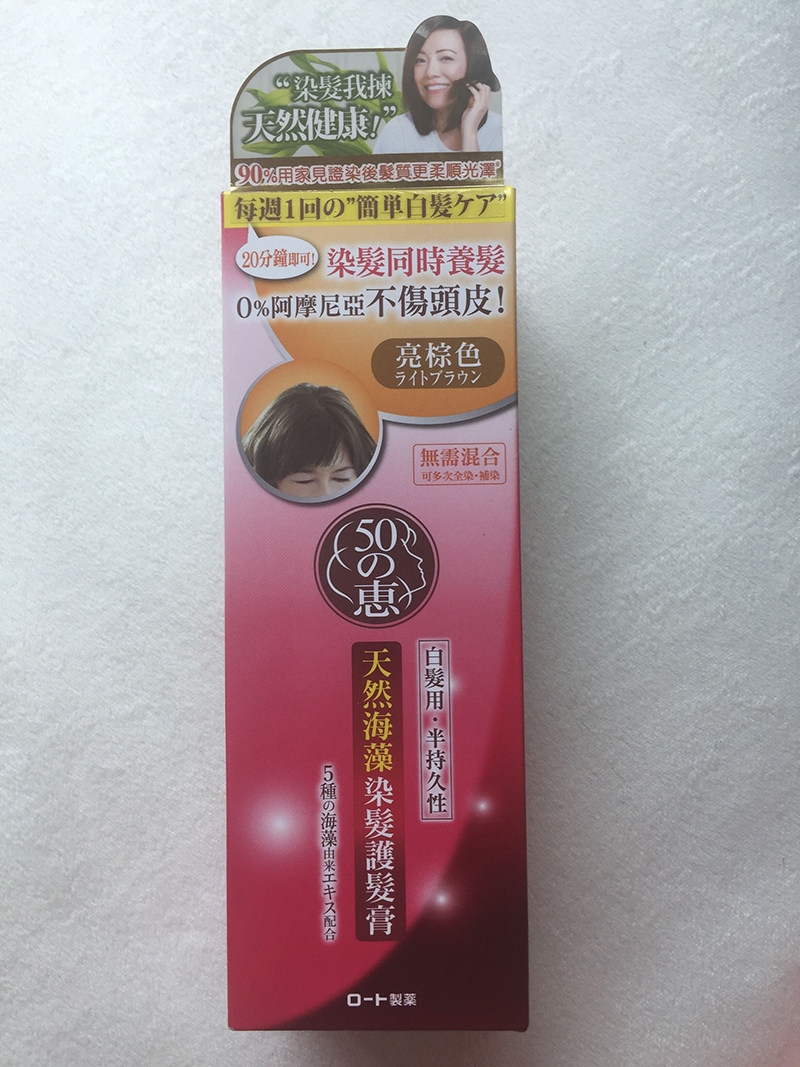 “染髮我揀
天然健康!”
90%用家見證染後髮質更柔順光澤#
每週1回の”簡単白髪ケア”
20分鐘即可!
染髮同時養髮
0%阿摩尼亞不傷頭皮!
亮棕色
ライトブラウン
無需混合
可多次全染·補染
50
の
恵
白髮用·半持久性
天然海藻染髮護髮膏
5種の海藻由来エキス配合
ロート製薬